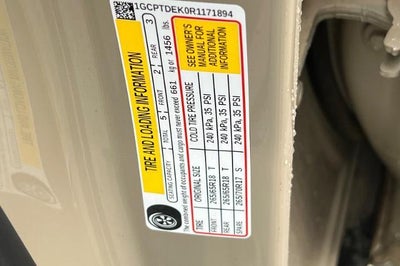 1GCPTDEK0R1171894
TIRE AND LOADING INFORMATION
SEATING CAPACITY TOTAL 5 FRONT 2 REAR 3
The combined weight of occupants and cargo must never exceed 661 kg or 1456 lbs.
TIRE ORIGINAL SIZE COLD TIRE PRESSURE
FRONT 265/65R18 T 240 kPa, 35 PSI
REAR 265/65R18 T 240 kPa, 35 PSI
SPARE 265/70R17 S 240 kPa, 35 PSI
SEE OWNER'S
MANUAL FOR
ADDITIONAL
INFORMATION